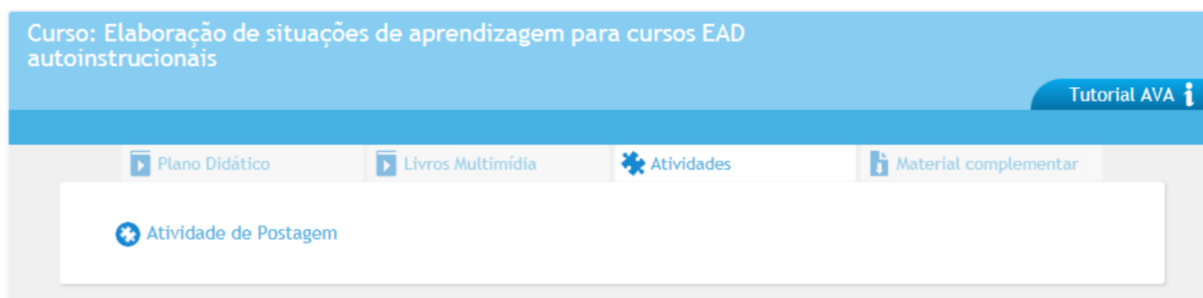 Curso: Elaboração de situações de aprendizagem para cursos EAD
autoinstrucionais
Tutorial AVA
Plano Didático
Livros Multimídia
Atividades
Material complementar
Atividade de Postagem